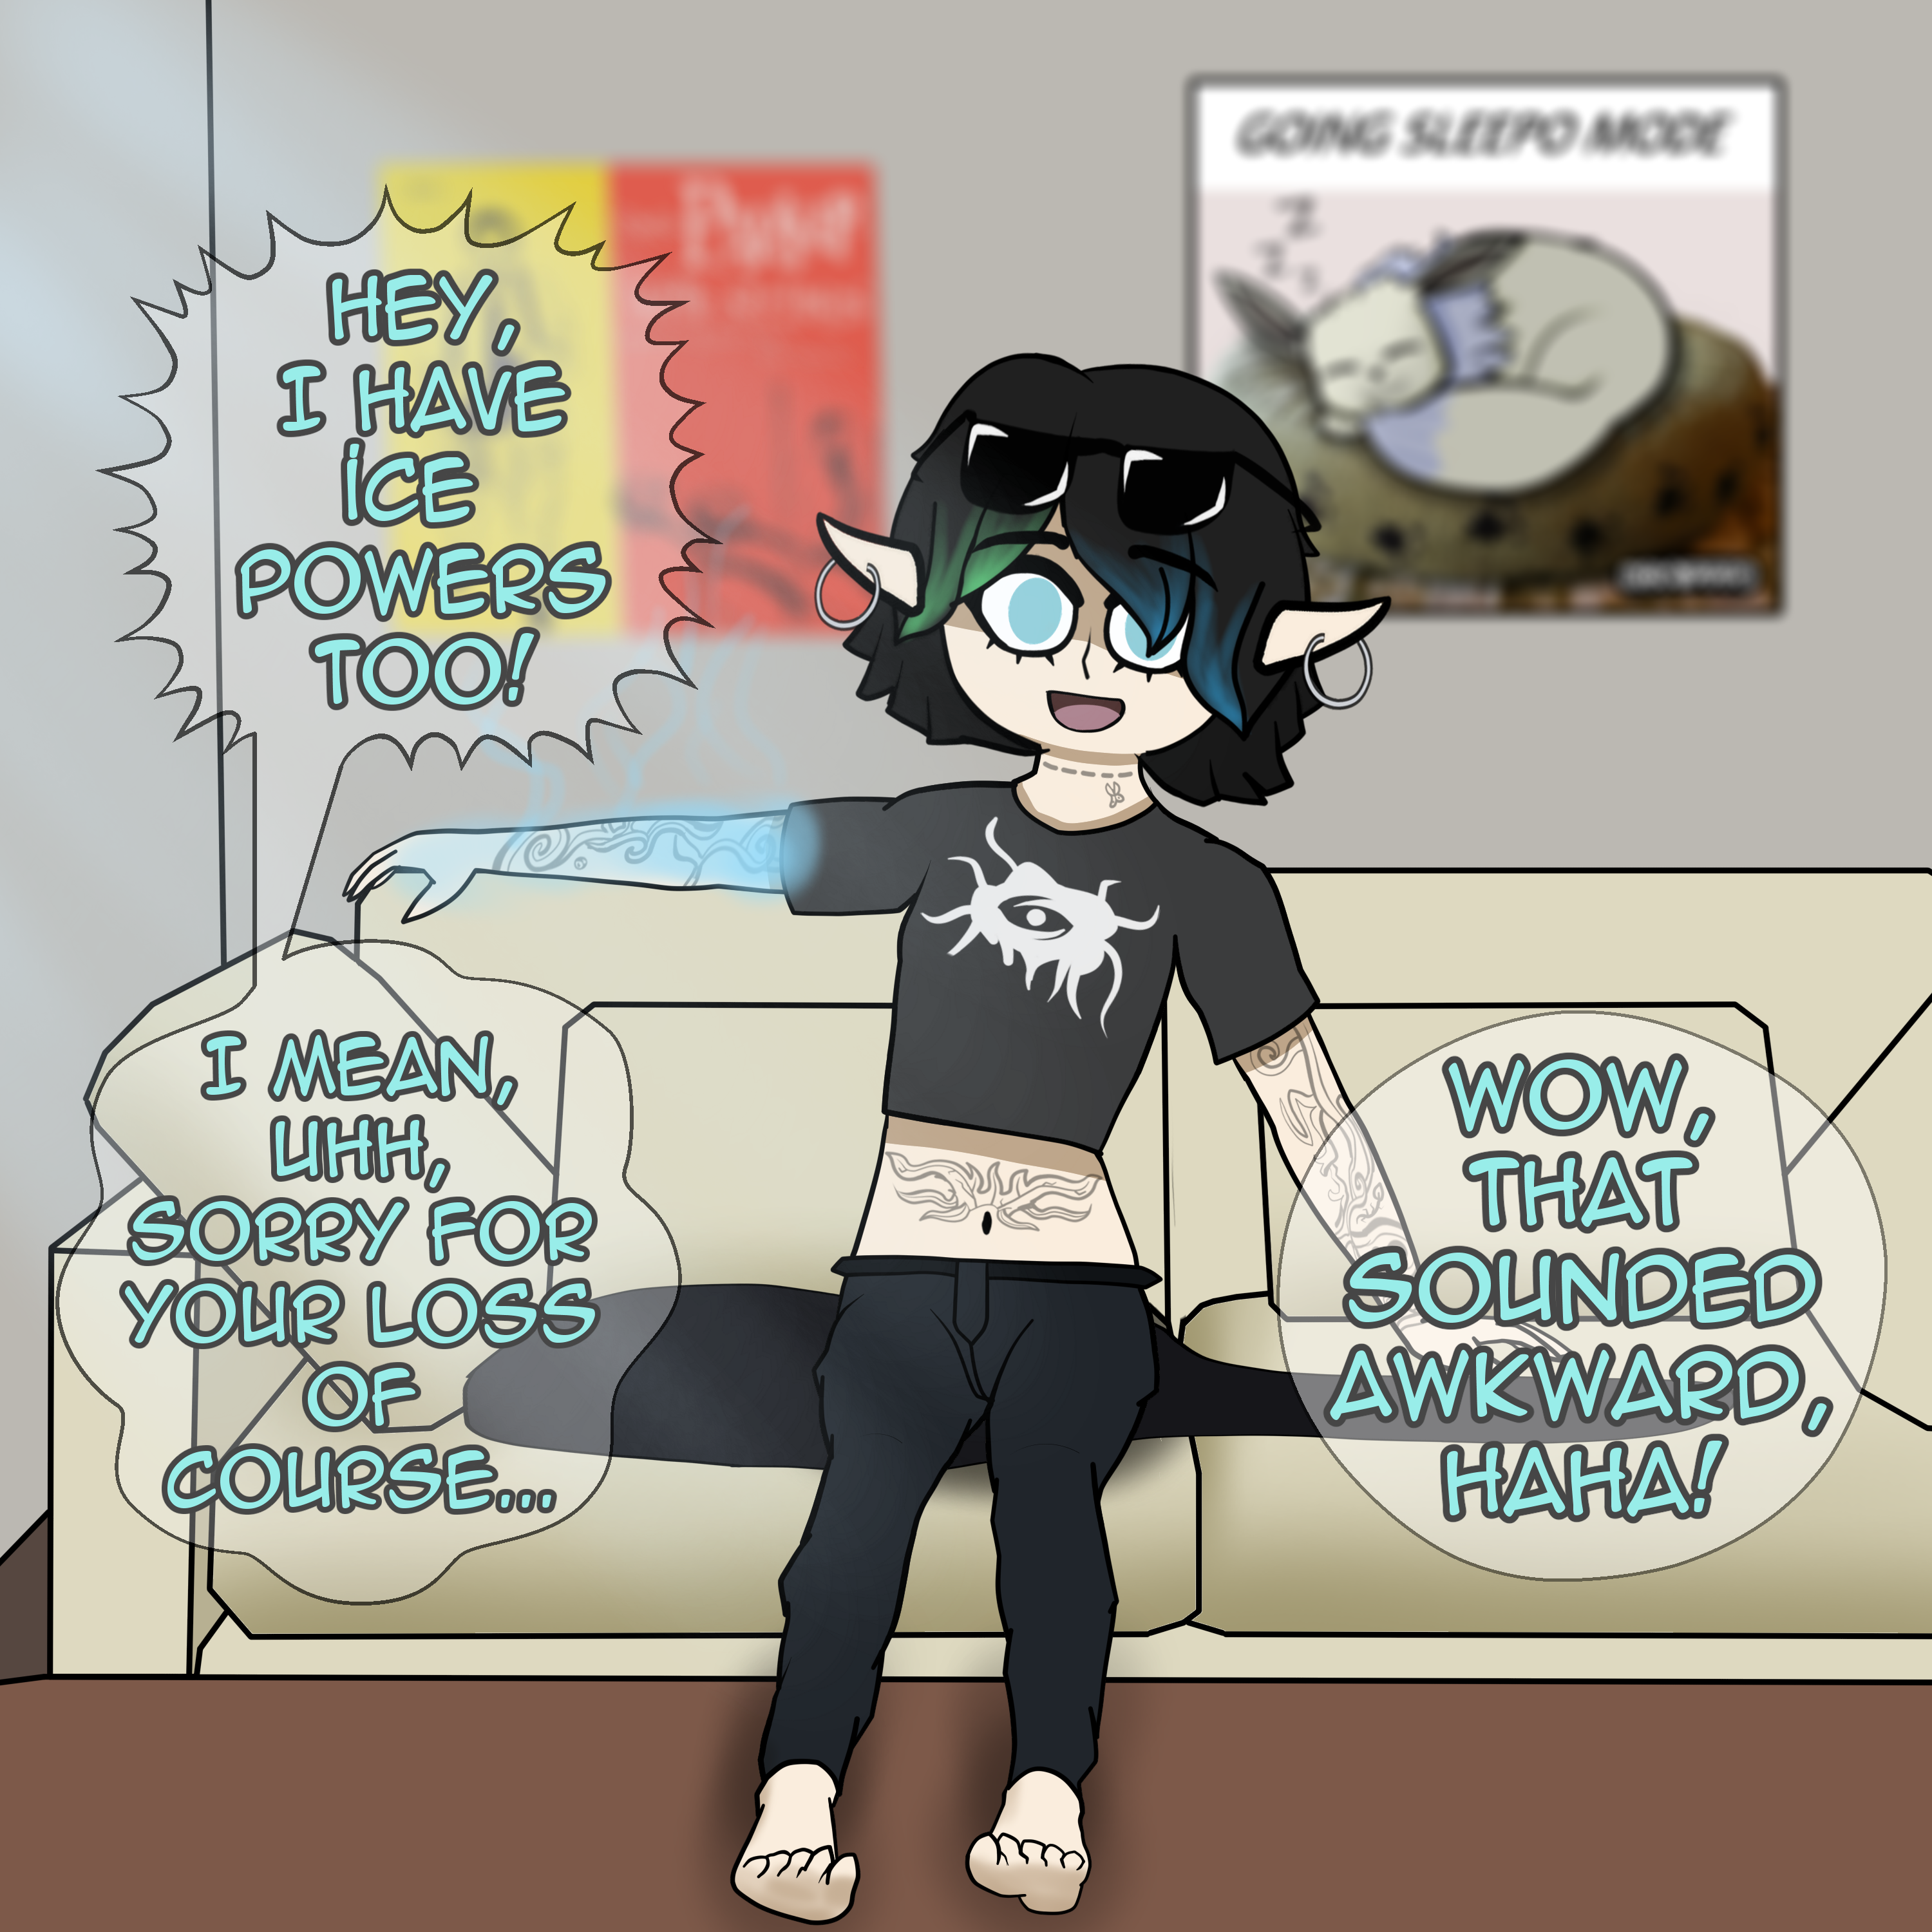 GOING SLEEPO MODE
HEY,
I HAVE
ICE
POWERS
TOO!
I MEAN,
UHH,
SORRY FOR
YOUR LOSS
OF
COURSE...
WOW,
THAT
SOUNDED
AWKWARD,
HAHA!